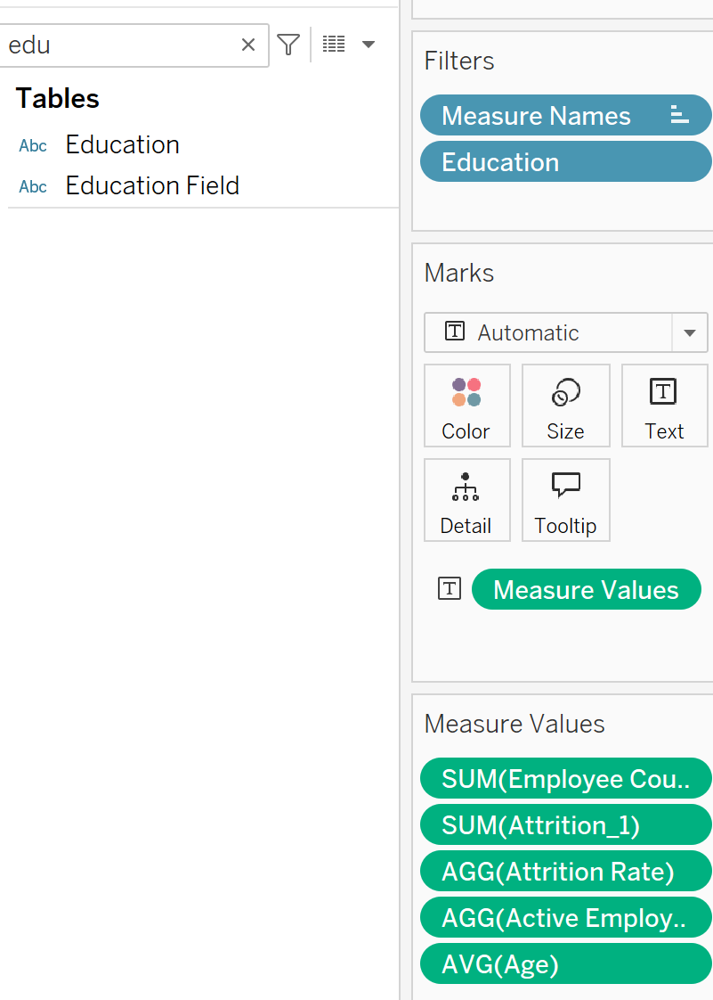 edu
Tables
Abc Education
Abc Education Field
Filters
Measure Names
Education
Marks
T Automatic
Color Size T Text
Detail Tooltip
T Measure Values
Measure Values
SUM(Employee Cou..
SUM(Attrition_1)
AGG(Attrition Rate)
AGG(Active Employ..
AVG(Age)